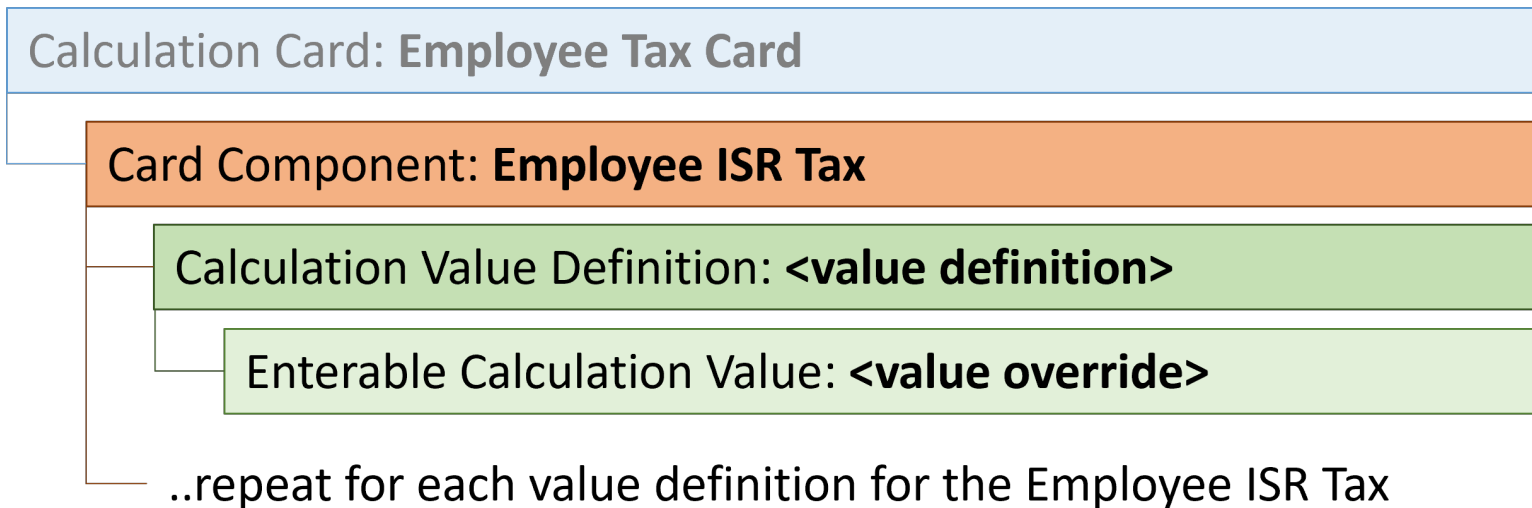 Calculation Card: Employee Tax Card
Card Component: Employee ISR Tax
Calculation Value Definition: <value definition>
Enterable Calculation Value: <value override>
..repeat for each value definition for the Employee ISR Tax